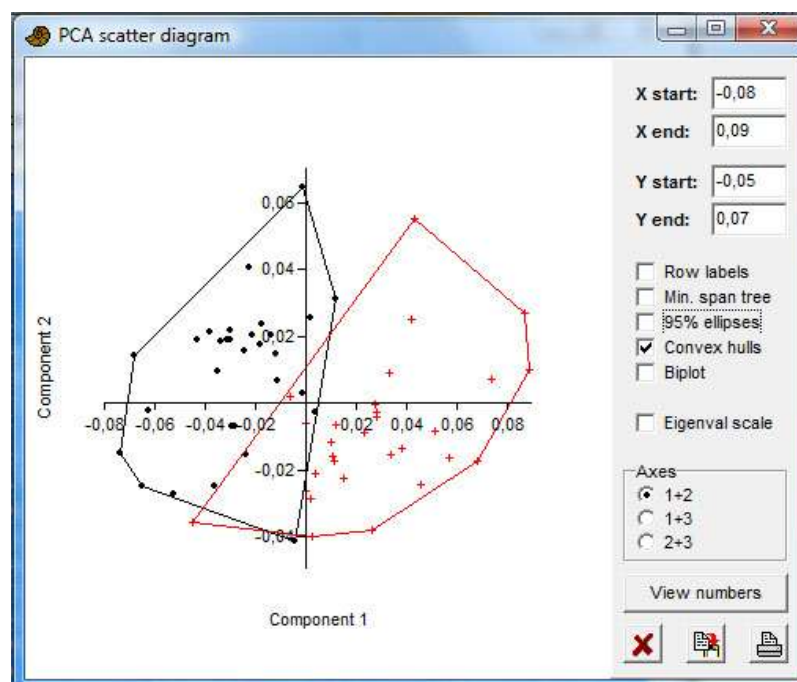 PCA scatter diagram
X start: -0,08
X end: 0,09
Y start: -0,05
Y end: 0,07
Row labels
Min. span tree
95% ellipses
Convex hulls
Biplot
Eigenval scale
Axes
1+2
1+3
2+3
View numbers
Component 2
0,06
0,04
0,02
-0,08 -0,06 -0,04 -0,02 0,02 0,04 0,06 0,08
-0,02
-0,04
Component 1